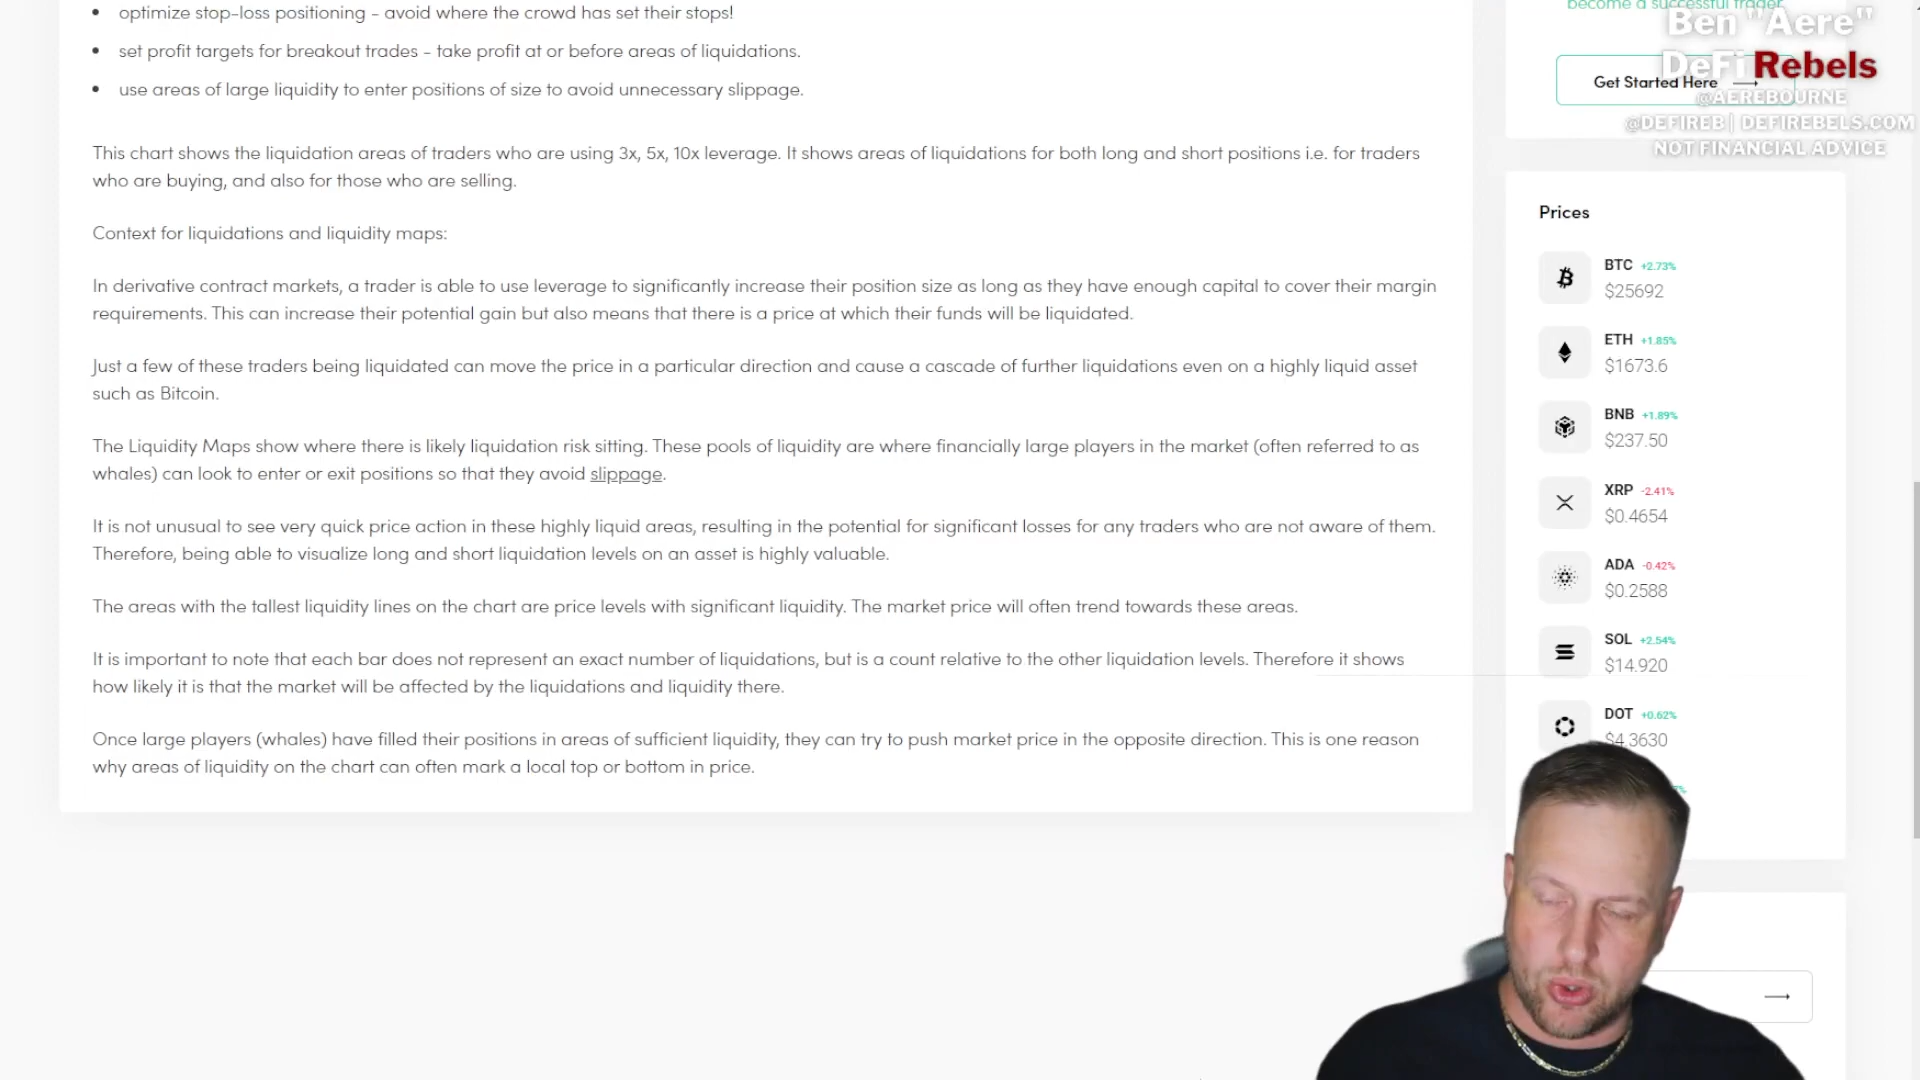 optimize stop-loss positioning - avoid where the crowd has set their stops!
set profit targets for breakout trades - take profit at or before areas of liquidations.
use areas of large liquidity to enter positions of size to avoid unnecessary slippage.
This chart shows the liquidation areas of traders who are using 3x, 5x, 10x leverage. It shows areas of liquidations for both long and short positions i.e. for traders
who are buying, and also for those who are selling.
Context for liquidations and liquidity maps:
In derivative contract markets, a trader is able to use leverage to significantly increase their position size as long as they have enough capital to cover their margin
requirements. This can increase their potential gain but also means that there is a price at which their funds will be liquidated.
Just a few of these traders being liquidated can move the price in a particular direction and cause a cascade of further liquidations even on a highly liquid asset
such as Bitcoin.
The Liquidity Maps show where there is likely liquidation risk sitting. These pools of liquidity are where financially large players in the market (often referred to as
whales) can look to enter or exit positions so that they avoid slippage.
It is not unusual to see very quick price action in these highly liquid areas, resulting in the potential for significant losses for any traders who are not aware of them.
Therefore, being able to visualize long and short liquidation levels on an asset is highly valuable.
The areas with the tallest liquidity lines on the chart are price levels with significant liquidity. The market price will often trend towards these areas.
It is important to note that each bar does not represent an exact number of liquidations, but is a count relative to the other liquidation levels. Therefore it shows
how likely it is that the market will be affected by the liquidations and liquidity there.
Once large players (whales) have filled their positions in areas of sufficient liquidity, they can try to push market price in the opposite direction. This is one reason
why areas of liquidity on the chart can often mark a local top or bottom in price.
become a successful trader
Ben "Aere"
DeFi Rebels
Get Started Here
@AEREBOURNE
@DEFIREB | DEFIREBELS.COM
NOT FINANCIAL ADVICE
Prices
BTC +2.73%
$25692
ETH +1.85%
$1673.6
BNB +1.89%
$237.50
XRP -2.41%
$0.4654
ADA -0.42%
$0.2588
SOL +2.54%
$14.920
DOT +0.62%
$4.3630